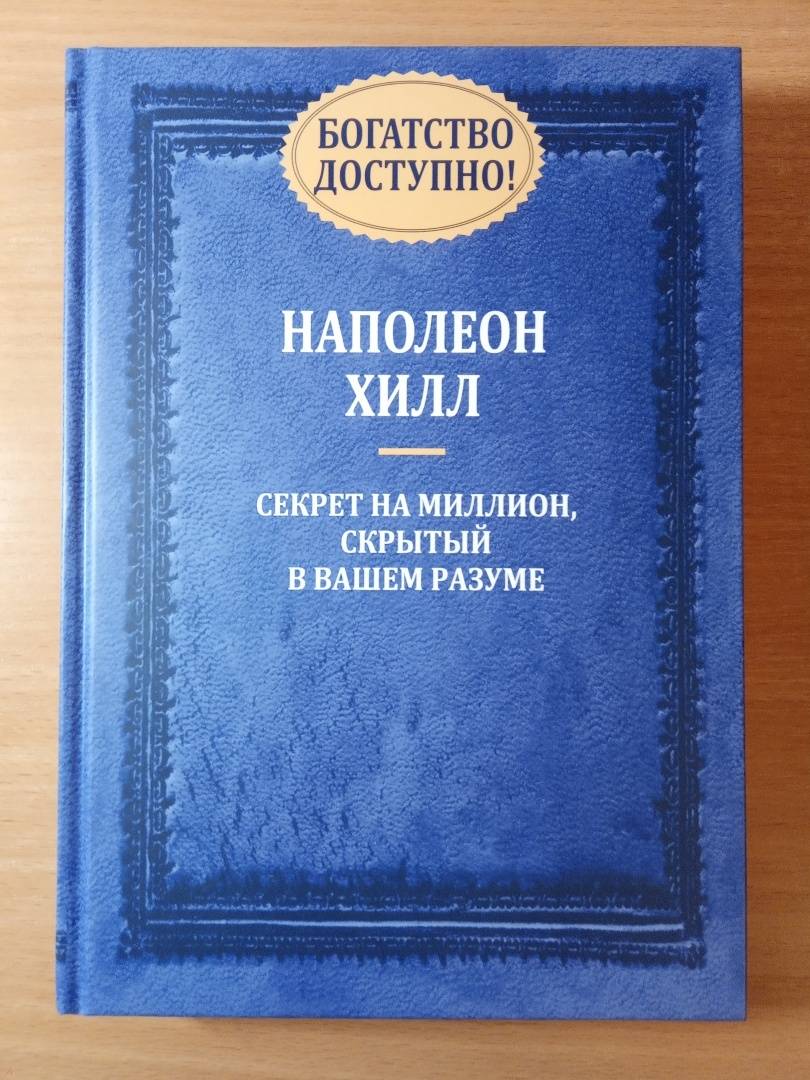 БОГАТСТВО
ДОСТУПНО!
НАПОЛЕОН
ХИЛЛ
СЕКРЕТ НА МИЛЛИОН,
СКРЫТЫЙ
В ВАШЕМ РАЗУМЕ